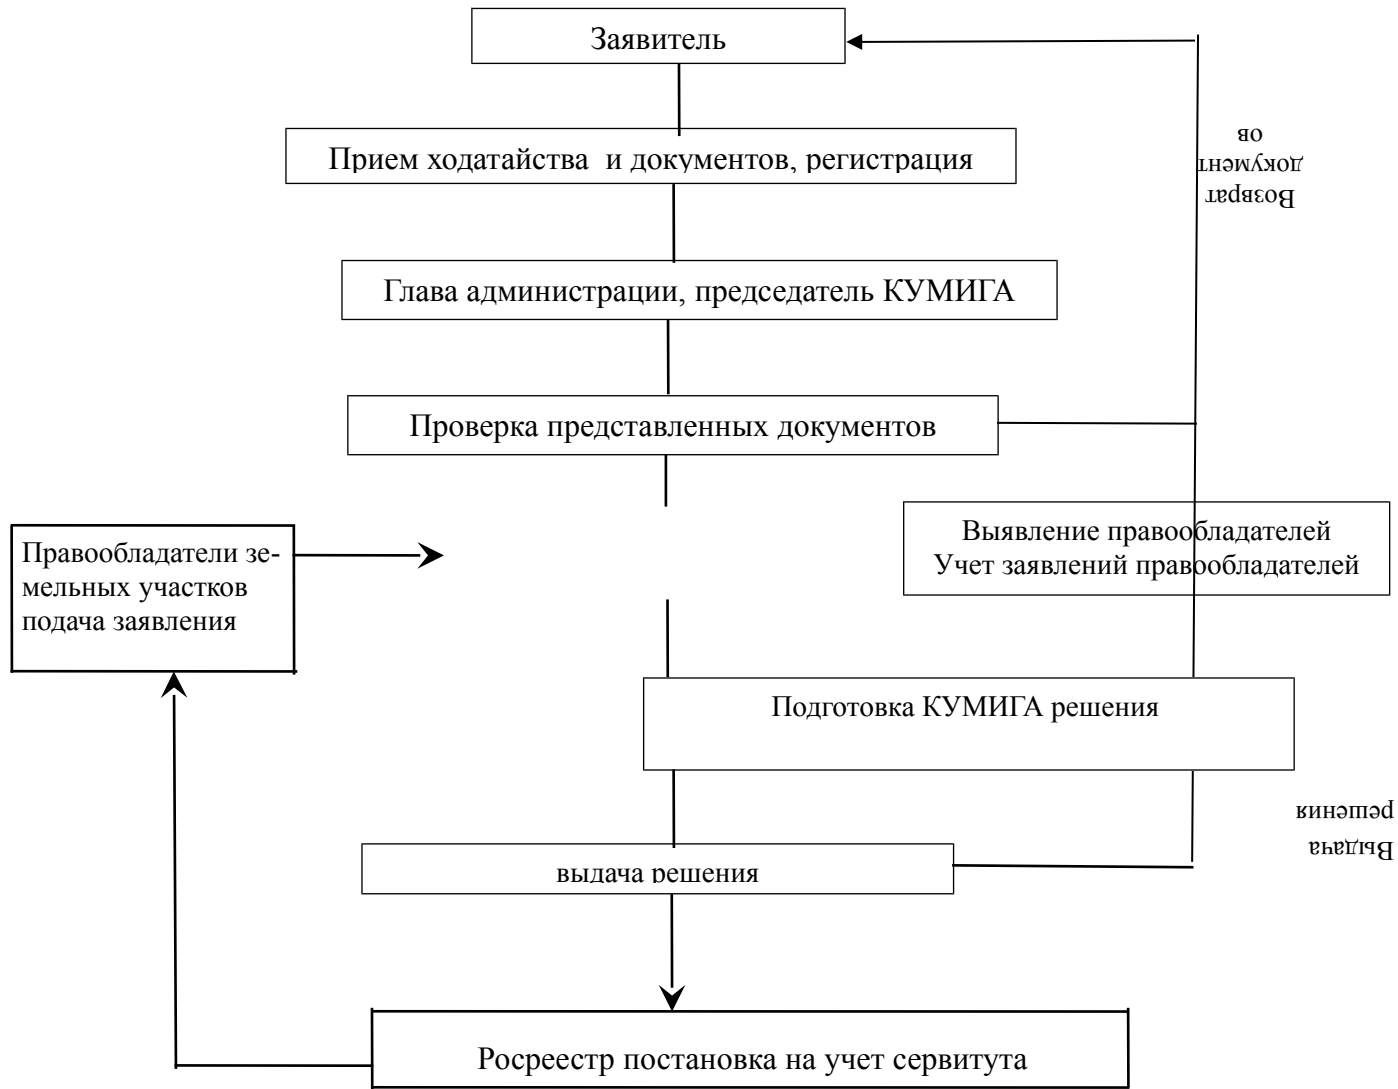 Заявитель
Прием ходатайства и документов, регистрация
Возврат
документ
ов
Глава администрации, председатель КУМИГА
Проверка представленных документов
Выявление правообладателей
Учет заявлений правообладателей
Правообладатели зе-
мельных участков
подача заявления
Подготовка КУМИГА решения
Выдача
решения
выдача решения
Росреестр постановка на учет сервитута